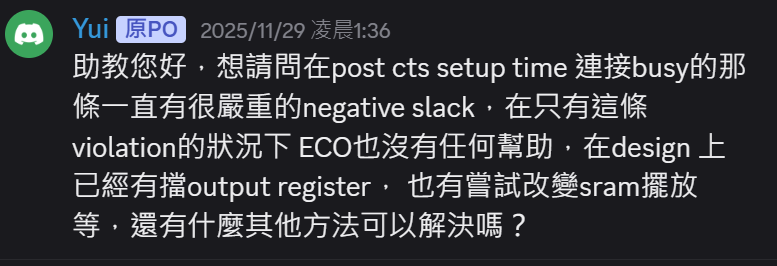 Yui 原PO 2025/11/29 凌晨1:36
助教您好，想請問在post cts setup time 連接busy的那
條一直有很嚴重的negative slack，在只有這條
violation的狀況下 ECO也沒有任何幫助，在design 上
已經有擋output register， 也有嘗試改變sram擺放
等，還有什麼其他方法可以解決嗎？